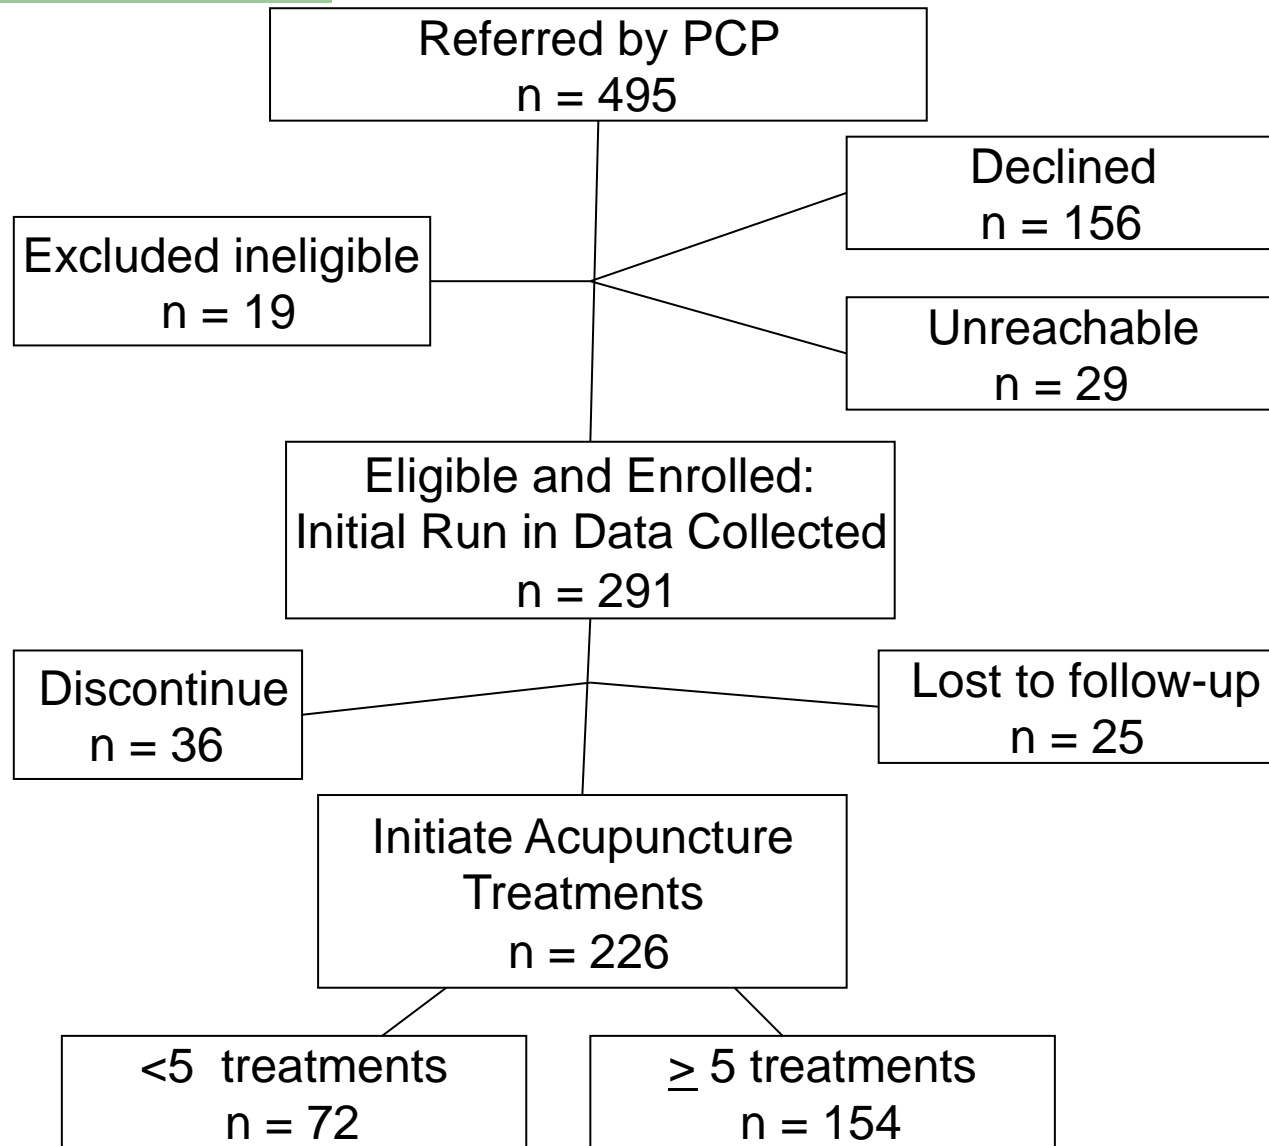 Referred by PCP
n = 495
Declined
n = 156
Excluded ineligible
n = 19
Unreachable
n = 29
Eligible and Enrolled:
Initial Run in Data Collected
n = 291
Discontinue
n = 36
Lost to follow-up
n = 25
Initiate Acupuncture
Treatments
n = 226
<5 treatments
n = 72
≥ 5 treatments
n = 154